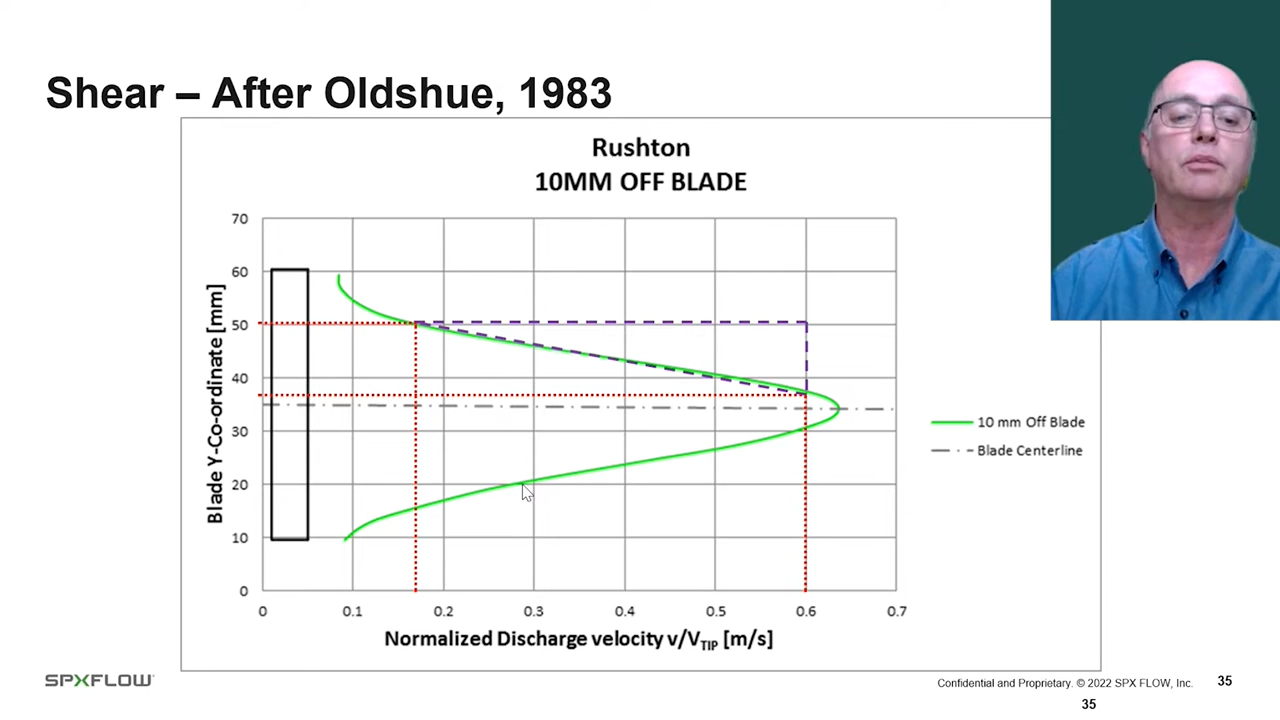 Shear – After Oldshue, 1983
Rushton
10MM OFF BLADE
Blade Y-Co-ordinate [mm]
70
60
50
40
30
20
10
0
0 0.1 0.2 0.3 0.4 0.5 0.6 0.7
Normalized Discharge velocity v/VTIP [m/s]
10 mm Off Blade
Blade Centerline
SPXFLOW
Confidential and Proprietary. © 2022 SPX FLOW, Inc. 35
35